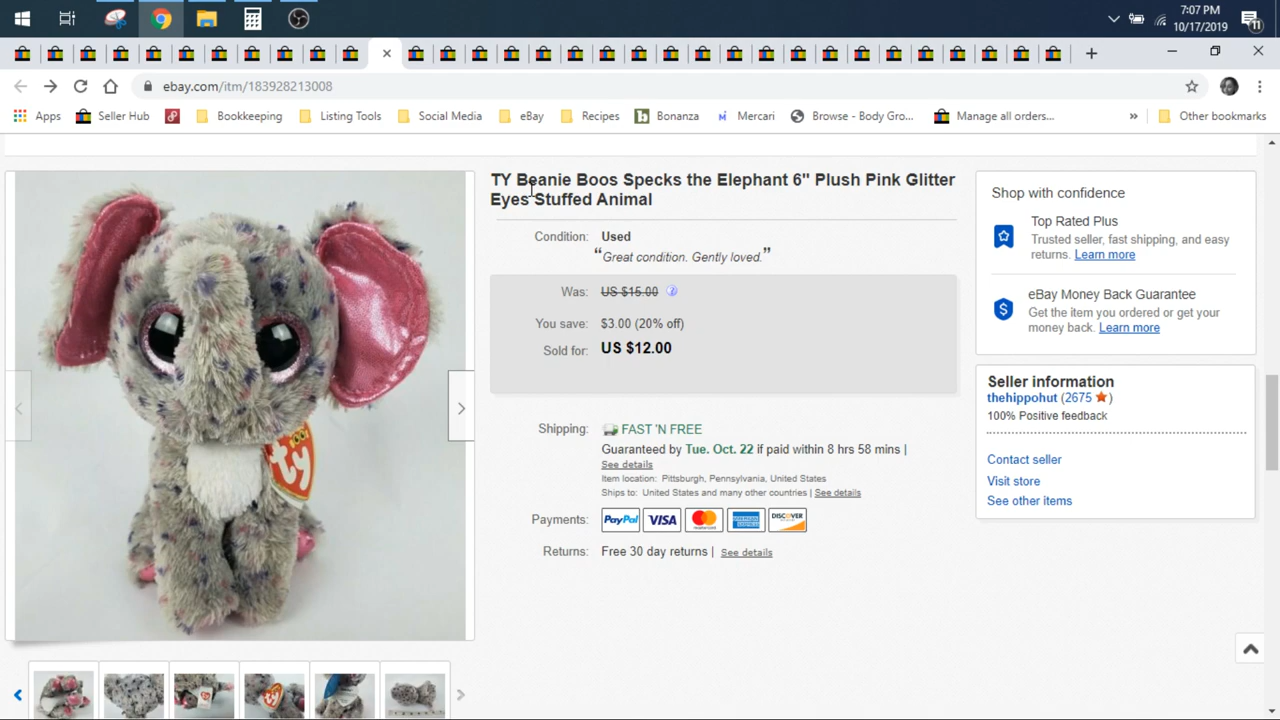 7:07 PM
10/17/2019
11
ebay.com/itm/183928213008
Apps
Seller Hub
Bookkeeping
Listing Tools
Social Media
eBay
Recipes
Bonanza
Mercari
Browse - Body Gro...
Manage all orders...
»
Other bookmarks
TY Beanie Boos Specks the Elephant 6" Plush Pink Glitter
Eyes Stuffed Animal
Condition: Used
“Great condition. Gently loved.”
Was: US $15.00
You save: $3.00 (20% off)
Sold for: US $12.00
Shipping: FAST 'N FREE
Guaranteed by Tue. Oct. 22 if paid within 8 hrs 58 mins |
See details
Item location: Pittsburgh, Pennsylvania, United States
Ships to: United States and many other countries | See details
Payments: PayPal VISA MasterCard AMERICAN EXPRESS DISCOVER
Returns: Free 30 day returns | See details
Shop with confidence
Top Rated Plus
Trusted seller, fast shipping, and easy
returns. Learn more
eBay Money Back Guarantee
Get the item you ordered or get your
money back. Learn more
Seller information
thehippohut (2675 )
100% Positive feedback
Contact seller
Visit store
See other items
ty